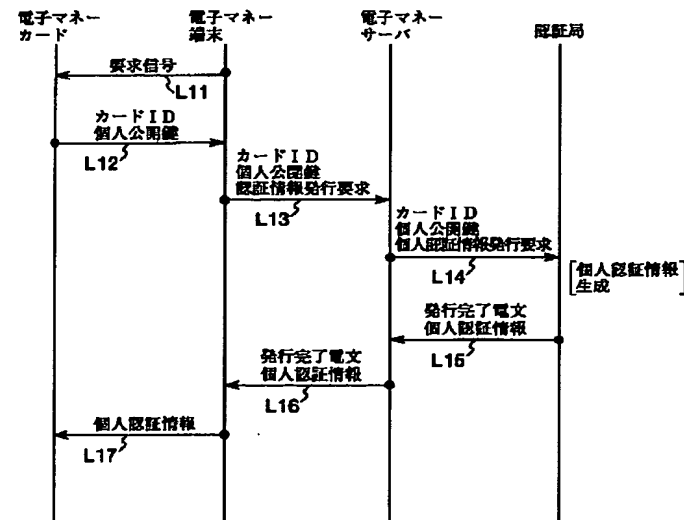 電子マネー
カード
電子マネー
端末
電子マネー
サーバ
認証局
要求信号
L11
カードID
個人公開鍵
L12
カードID
個人公開鍵
認証情報発行要求
L13
カードID
個人公開鍵
個人認証情報発行要求
L14
個人認証情報
生成
発行完了電文
個人認証情報
L15
発行完了電文
個人認証情報
L16
個人認証情報
L17